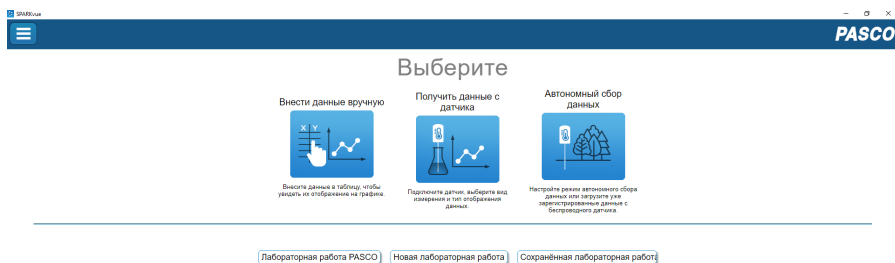 SPARKvue
PASCO
Выберите
Внести данные вручную
X Y
Внесите данные в таблицу, чтобы
увидеть их отображение на графике.
Получить данные с
датчика
Подключите датчик, выберите вид
измерения и тип отображения
данных.
Автономный сбор
данных
Настройте режим автономного сбора
данных или загрузите уже
зарегистрированные данные с
беспроводного датчика.
Лабораторная работа PASCO
Новая лабораторная работа
Сохранённая лабораторная работа